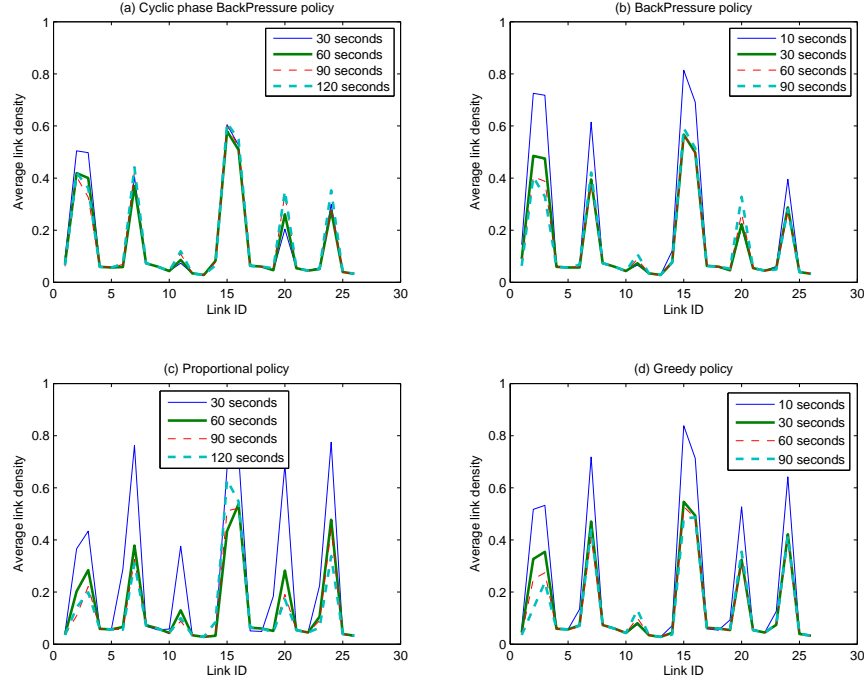 (a) Cyclic phase BackPressure policy
30 seconds
60 seconds
90 seconds
120 seconds
Average link density
1
0.8
0.6
0.4
0.2
0
0 5 10 15 20 25 30
Link ID
(b) BackPressure policy
10 seconds
30 seconds
60 seconds
90 seconds
Average link density
1
0.8
0.6
0.4
0.2
0
0 5 10 15 20 25 30
Link ID
(c) Proportional policy
30 seconds
60 seconds
90 seconds
120 seconds
Average link density
1
0.8
0.6
0.4
0.2
0
0 5 10 15 20 25 30
Link ID
(d) Greedy policy
10 seconds
30 seconds
60 seconds
90 seconds
Average link density
1
0.8
0.6
0.4
0.2
0
0 5 10 15 20 25 30
Link ID